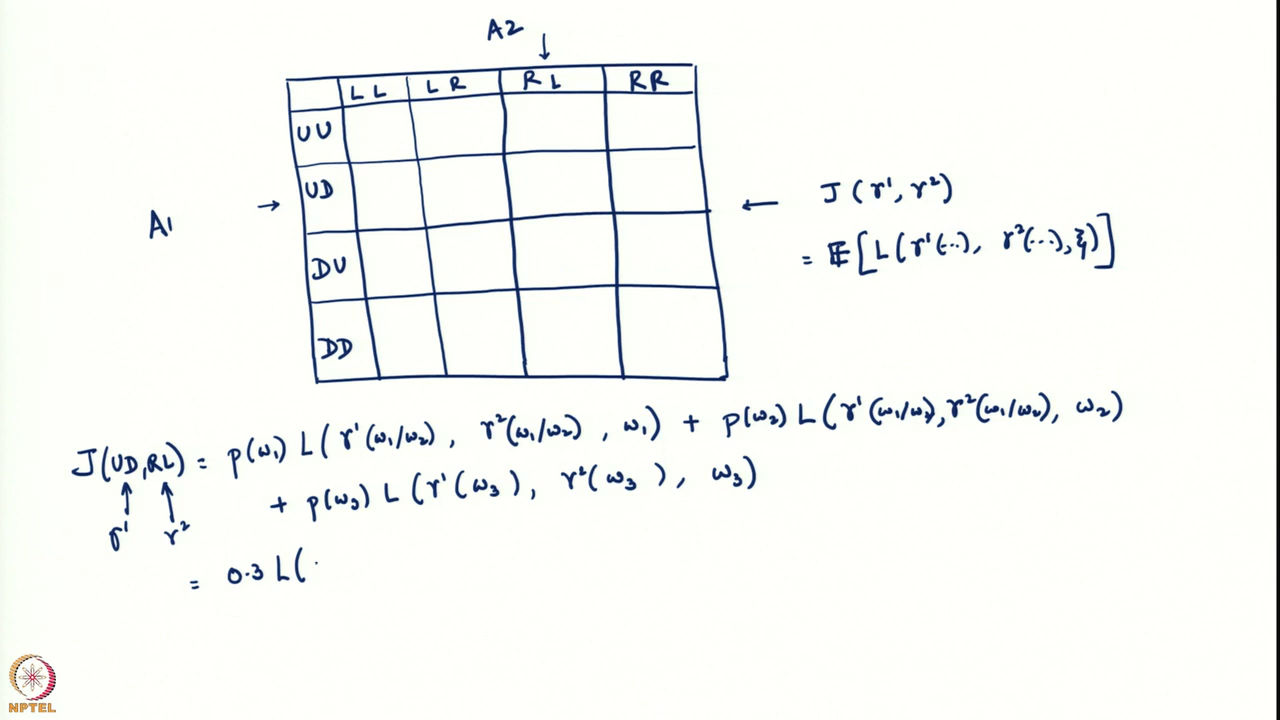 A2
↓
LL LR RL RR
UU
UD
DU
DD
A1 →
← J(γ¹, γ²)
= 𝔼[L(γ¹(...), γ²(...), ξ)]
J(UD, RL) = p(ω₁) L(γ¹(ω₁/ω₂), γ²(ω₁/ω₂), ω₁) + p(ω₂) L(γ¹(ω₁/ω₂), γ²(ω₁/ω₂), ω₂)
+ p(ω₃) L(γ¹(ω₃), γ²(ω₃), ω₃)
↑ ↑
γ¹ γ²
= 0.3 L(
NPTEL